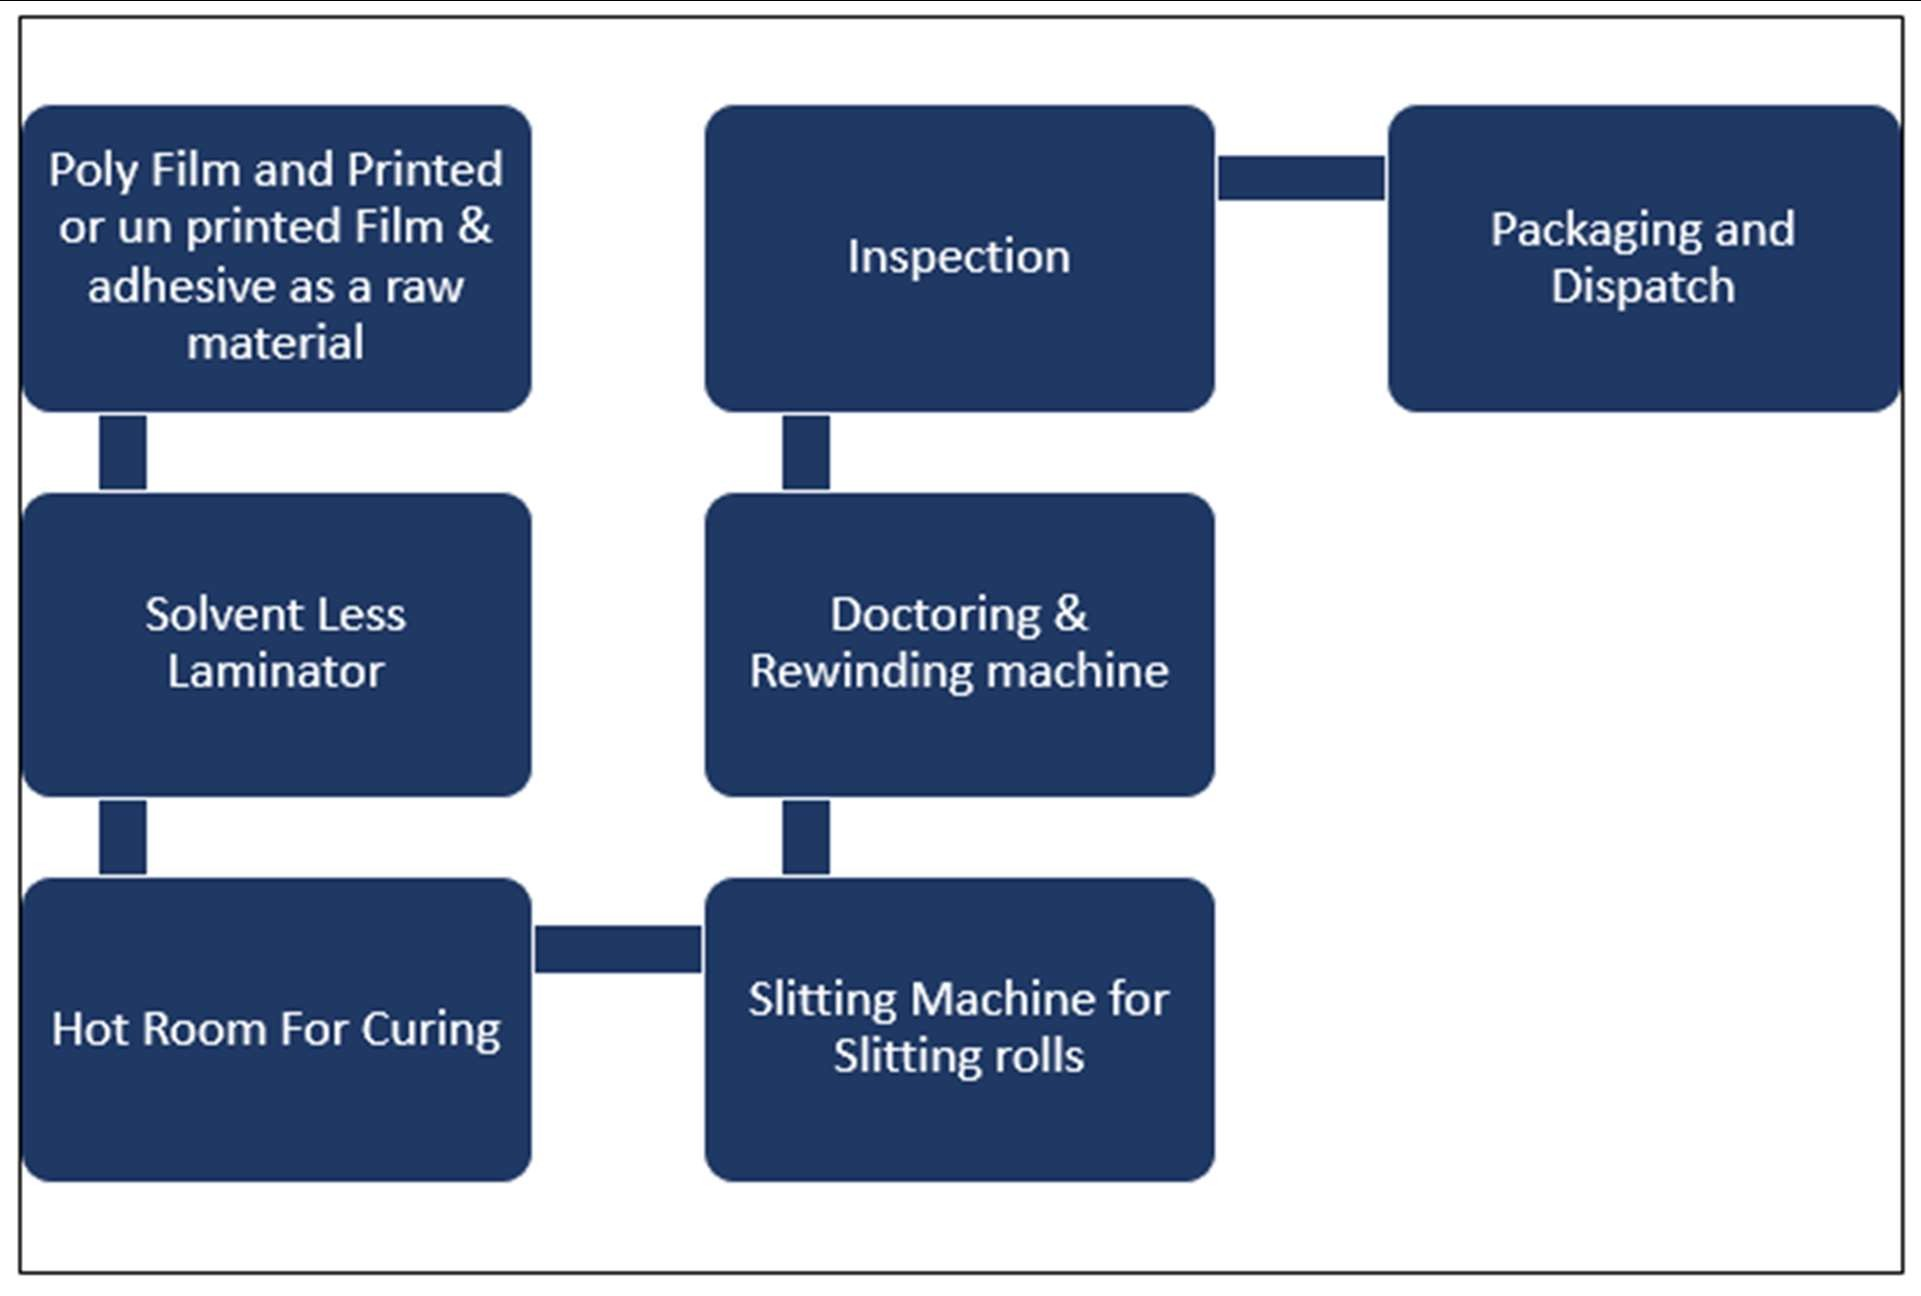 Poly Film and Printed
or un printed Film &
adhesive as a raw
material
Solvent Less
Laminator
Hot Room For Curing
Slitting Machine for
Slitting rolls
Doctoring &
Rewinding machine
Inspection
Packaging and
Dispatch